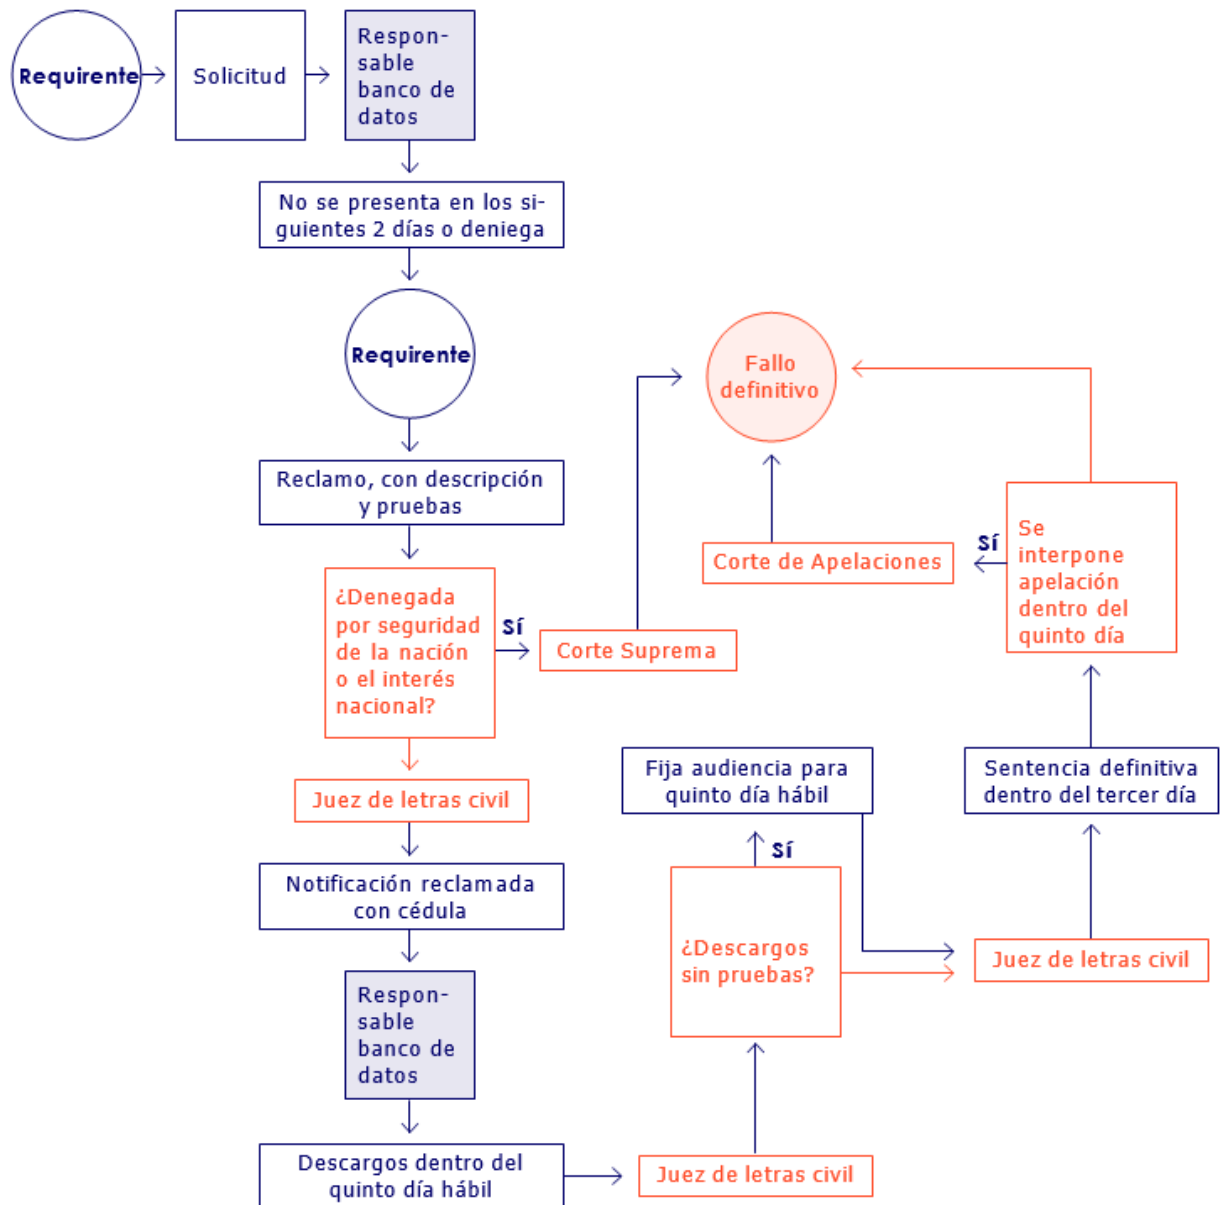 Requirente
Solicitud
Respon-
sable
banco de
datos
No se presenta en los si-
guientes 2 días o deniega
Requirente
Reclamo, con descripción
y pruebas
¿Denegada
por seguridad
de la nación
o el interés
nacional?
Sí
Corte Suprema
Fallo
definitivo
Juez de letras civil
Notificación reclamada
con cédula
Respon-
sable
banco de
datos
Descargos dentro del
quinto día hábil
Juez de letras civil
¿Descargos
sin pruebas?
Sí
Fija audiencia para
quinto día hábil
Juez de letras civil
Sentencia definitiva
dentro del tercer día
Se
interpone
apelación
dentro del
quinto día
Sí
Corte de Apelaciones